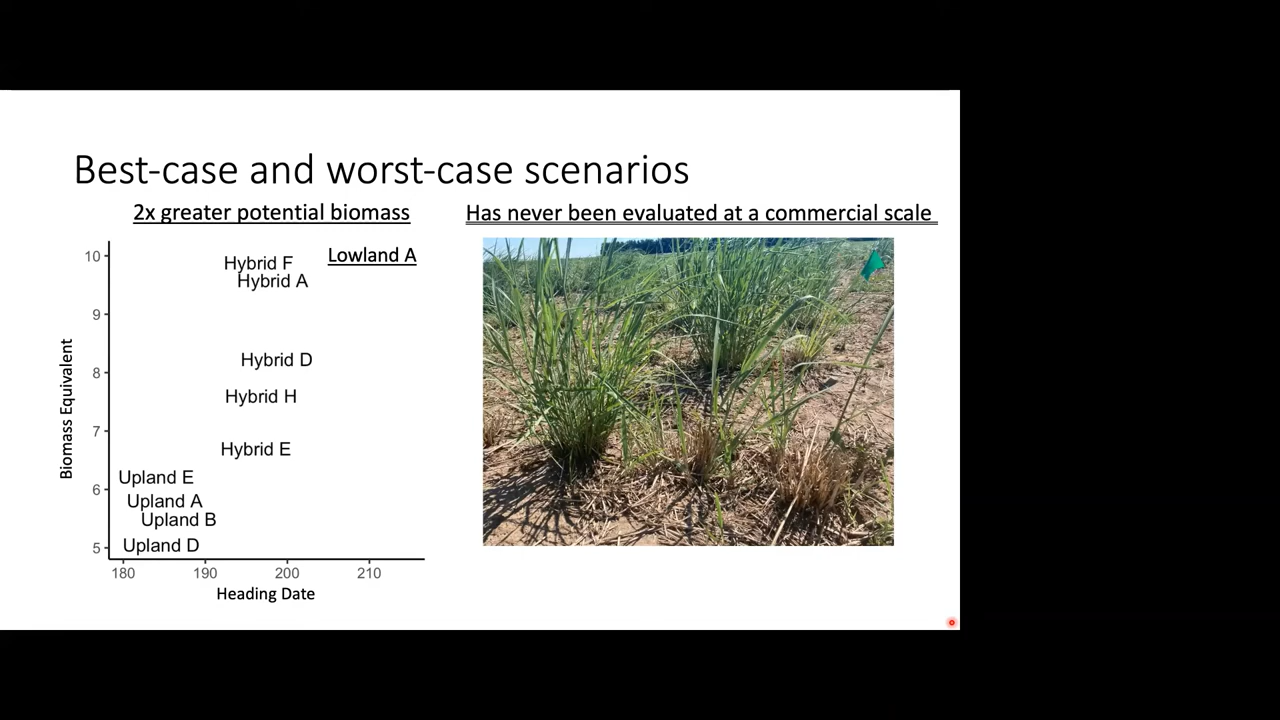 Best-case and worst-case scenarios
2x greater potential biomass
Has never been evaluated at a commercial scale
Biomass Equivalent
10
9
8
7
6
5
Hybrid F
Lowland A
Hybrid A
Hybrid D
Hybrid H
Hybrid E
Upland E
Upland A
Upland B
Upland D
180 190 200 210
Heading Date